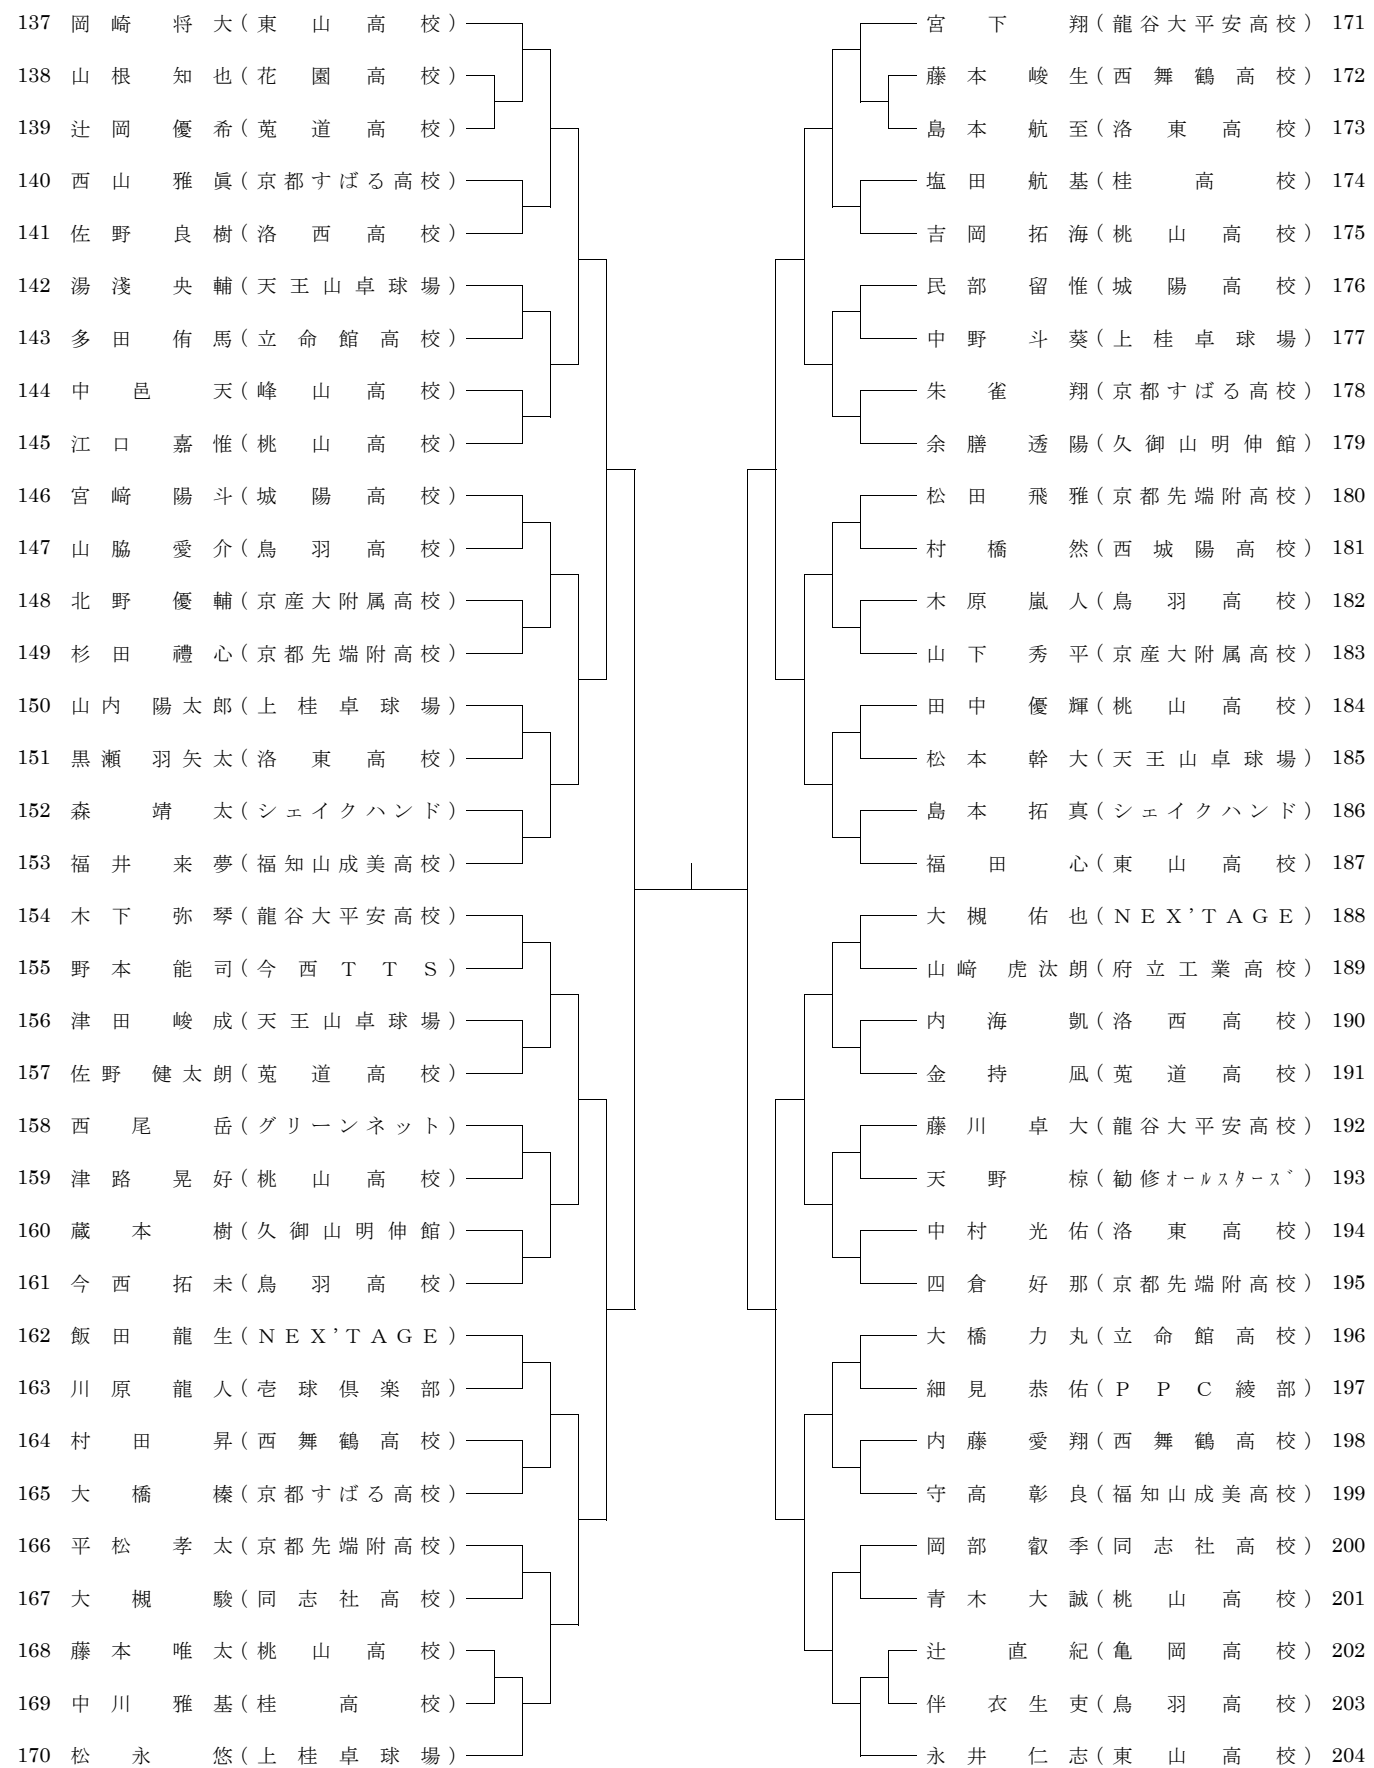 137 岡崎 将大(東山高校)
138 山根 知也(花園高校)
139 辻岡 優希(莵道高校)
140 西山 雅眞(京都すばる高校)
141 佐野 良樹(洛西高校)
142 湯淺 央輔(天王山卓球場)
143 多田 侑馬(立命館高校)
144 中邑 天(峰山高校)
145 江口 嘉惟(桃山高校)
146 宮﨑 陽斗(城陽高校)
147 山脇 愛介(鳥羽高校)
148 北野 優輔(京産大附属高校)
149 杉田 禮心(京都先端附高校)
150 山内 陽太郎(上桂卓球場)
151 黒瀬 羽矢太(洛東高校)
152 森 靖太(シェイクハンド)
153 福井 来夢(福知山成美高校)
154 木下 弥琴(龍谷大平安高校)
155 野本 能司(今西TTS)
156 津田 峻成(天王山卓球場)
157 佐野 健太朗(莵道高校)
158 西尾 岳(グリーンネット)
159 津路 晃好(桃山高校)
160 蔵本 樹(久御山明伸館)
161 今西 拓未(鳥羽高校)
162 飯田 龍生(NEX'TAGE)
163 川原 龍人(壱球倶楽部)
164 村田 昇(西舞鶴高校)
165 大橋 榛(京都すばる高校)
166 平松 孝太(京都先端附高校)
167 大槻 駿(同志社高校)
168 藤本 唯太(桃山高校)
169 中川 雅基(桂高校)
170 松永 悠(上桂卓球場)
宮下 翔(龍谷大平安高校) 171
藤本 峻生(西舞鶴高校) 172
島本 航至(洛東高校) 173
塩田 航基(桂高校) 174
吉岡 拓海(桃山高校) 175
民部 留惟(城陽高校) 176
中野 斗葵(上桂卓球場) 177
朱雀 翔(京都すばる高校) 178
余膳 透陽(久御山明伸館) 179
松田 飛雅(京都先端附高校) 180
村橋 然(西城陽高校) 181
木原 嵐人(鳥羽高校) 182
山下 秀平(京産大附属高校) 183
田中 優輝(桃山高校) 184
松本 幹大(天王山卓球場) 185
島本 拓真(シェイクハンド) 186
福田 心(東山高校) 187
大槻 佑也(NEX'TAGE) 188
山﨑 虎汰朗(府立工業高校) 189
内海 凱(洛西高校) 190
金持 凪(莵道高校) 191
藤川 卓大(龍谷大平安高校) 192
天野 椋(勧修ｵｰﾙｽﾀｰｽﾞ) 193
中村 光佑(洛東高校) 194
四倉 好那(京都先端附高校) 195
大橋 力丸(立命館高校) 196
細見 恭佑(PPC綾部) 197
内藤 愛翔(西舞鶴高校) 198
守高 彰良(福知山成美高校) 199
岡部 叡季(同志社高校) 200
青木 大誠(桃山高校) 201
辻 直紀(亀岡高校) 202
伴 衣生吏(鳥羽高校) 203
永井 仁志(東山高校) 204